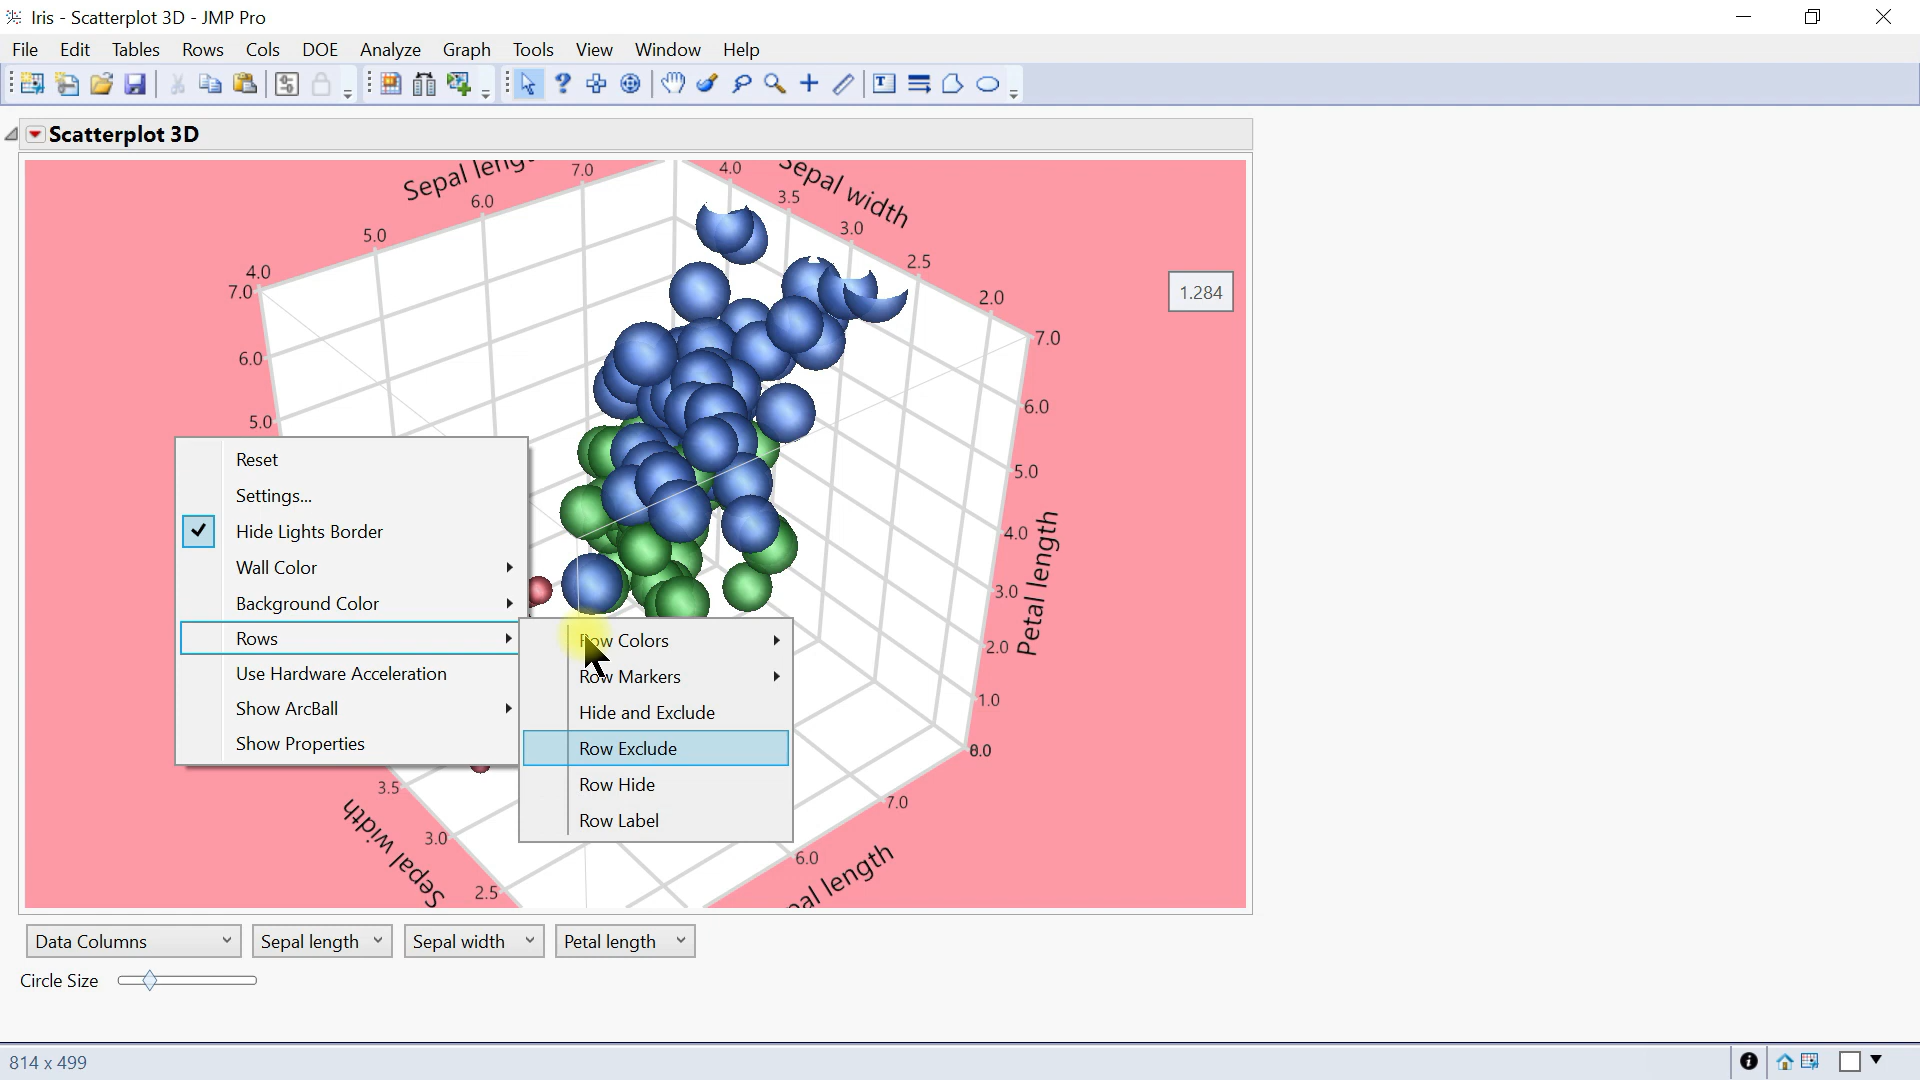 Iris - Scatterplot 3D - JMP Pro
File Edit Tables Rows Cols DOE Analyze Graph Tools View Window Help
Scatterplot 3D
Sepal length
Sepal width
7.0
6.0
5.0
4.0
4.0
3.5
3.0
2.5
2.0
7.0
6.0
5.0
7.0
6.0
5.0
4.0
3.0
2.0
1.0
Petal length
1.284
Reset
Settings...
Hide Lights Border
Wall Color
Background Color
Rows
Use Hardware Acceleration
Show ArcBall
Show Properties
Row Colors
Row Markers
Hide and Exclude
Row Exclude
Row Hide
Row Label
8.0
7.0
6.0
pal length
3.5
3.0
2.5
Sepal width
Data Columns Sepal length Sepal width Petal length
Circle Size
814 x 499